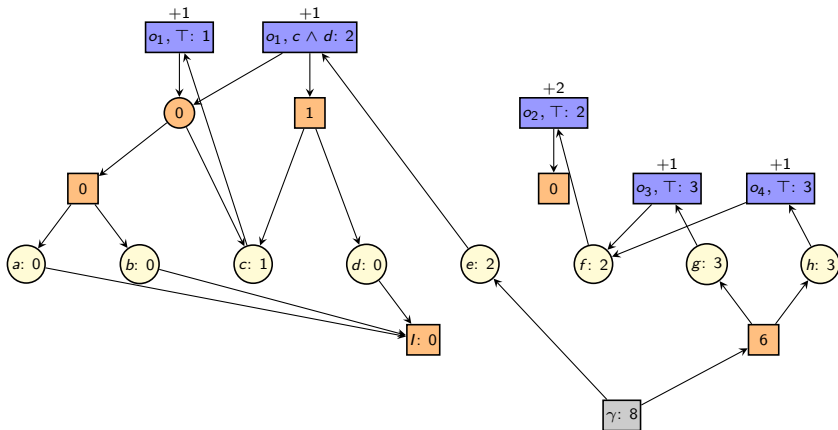 +1 +1
o₁, ⊤: 1 o₁, c ∧ d: 2
+2
0 1 o₂, ⊤: 2
+1 +1
0 0 o₃, ⊤: 3 o₄, ⊤: 3
a: 0 b: 0 c: 1 d: 0 e: 2 f: 2 g: 3 h: 3
I: 0 6
γ: 8